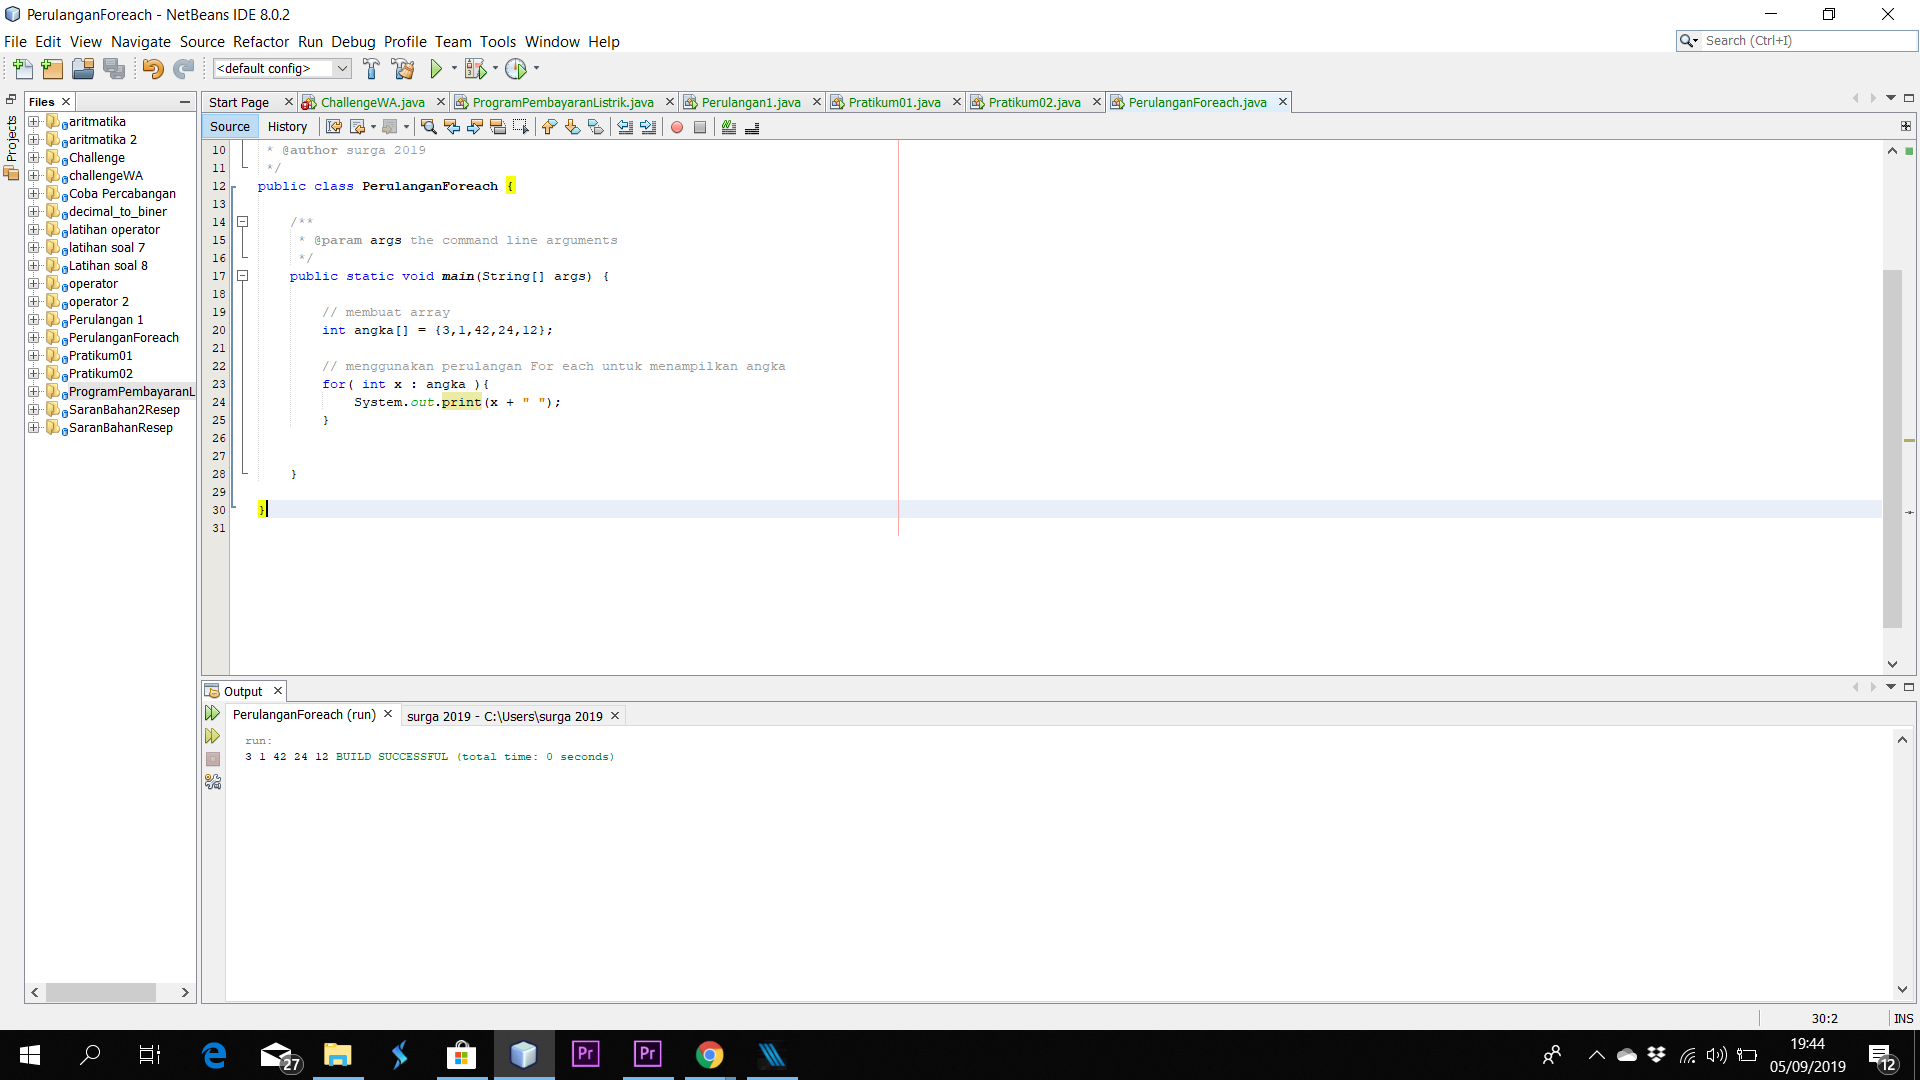 PerulanganForeach - NetBeans IDE 8.0.2
File Edit View Navigate Source Refactor Run Debug Profile Team Tools Window Help
Search (Ctrl+I)
<default config>
Projects
Files
aritmatika
aritmatika 2
Challenge
challengeWA
Coba Percabangan
decimal_to_biner
latihan operator
latihan soal 7
Latihan soal 8
operator
operator 2
Perulangan 1
PerulanganForeach
Pratikum01
Pratikum02
ProgramPembayaranL
SaranBahan2Resep
SaranBahanResep
Start Page ChallengeWA.java ProgramPembayaranListrik.java Perulangan1.java Pratikum01.java Pratikum02.java PerulanganForeach.java
Source History
10 * @author surga 2019
11 */
12 public class PerulanganForeach {
13
14 /**
15 * @param args the command line arguments
16 */
17 public static void main(String[] args) {
18
19 // membuat array
20 int angka[] = {3,1,42,24,12};
21
22 // menggunakan perulangan For each untuk menampilkan angka
23 for( int x : angka ){
24 System.out.print(x + " ");
25 }
26
27
28 }
29
30 }
31
Output
PerulanganForeach (run) surga 2019 - C:\Users\surga 2019
run:
3 1 42 24 12 BUILD SUCCESSFUL (total time: 0 seconds)
30:2 INS
27
Pr
Pr
19:44
05/09/2019
12